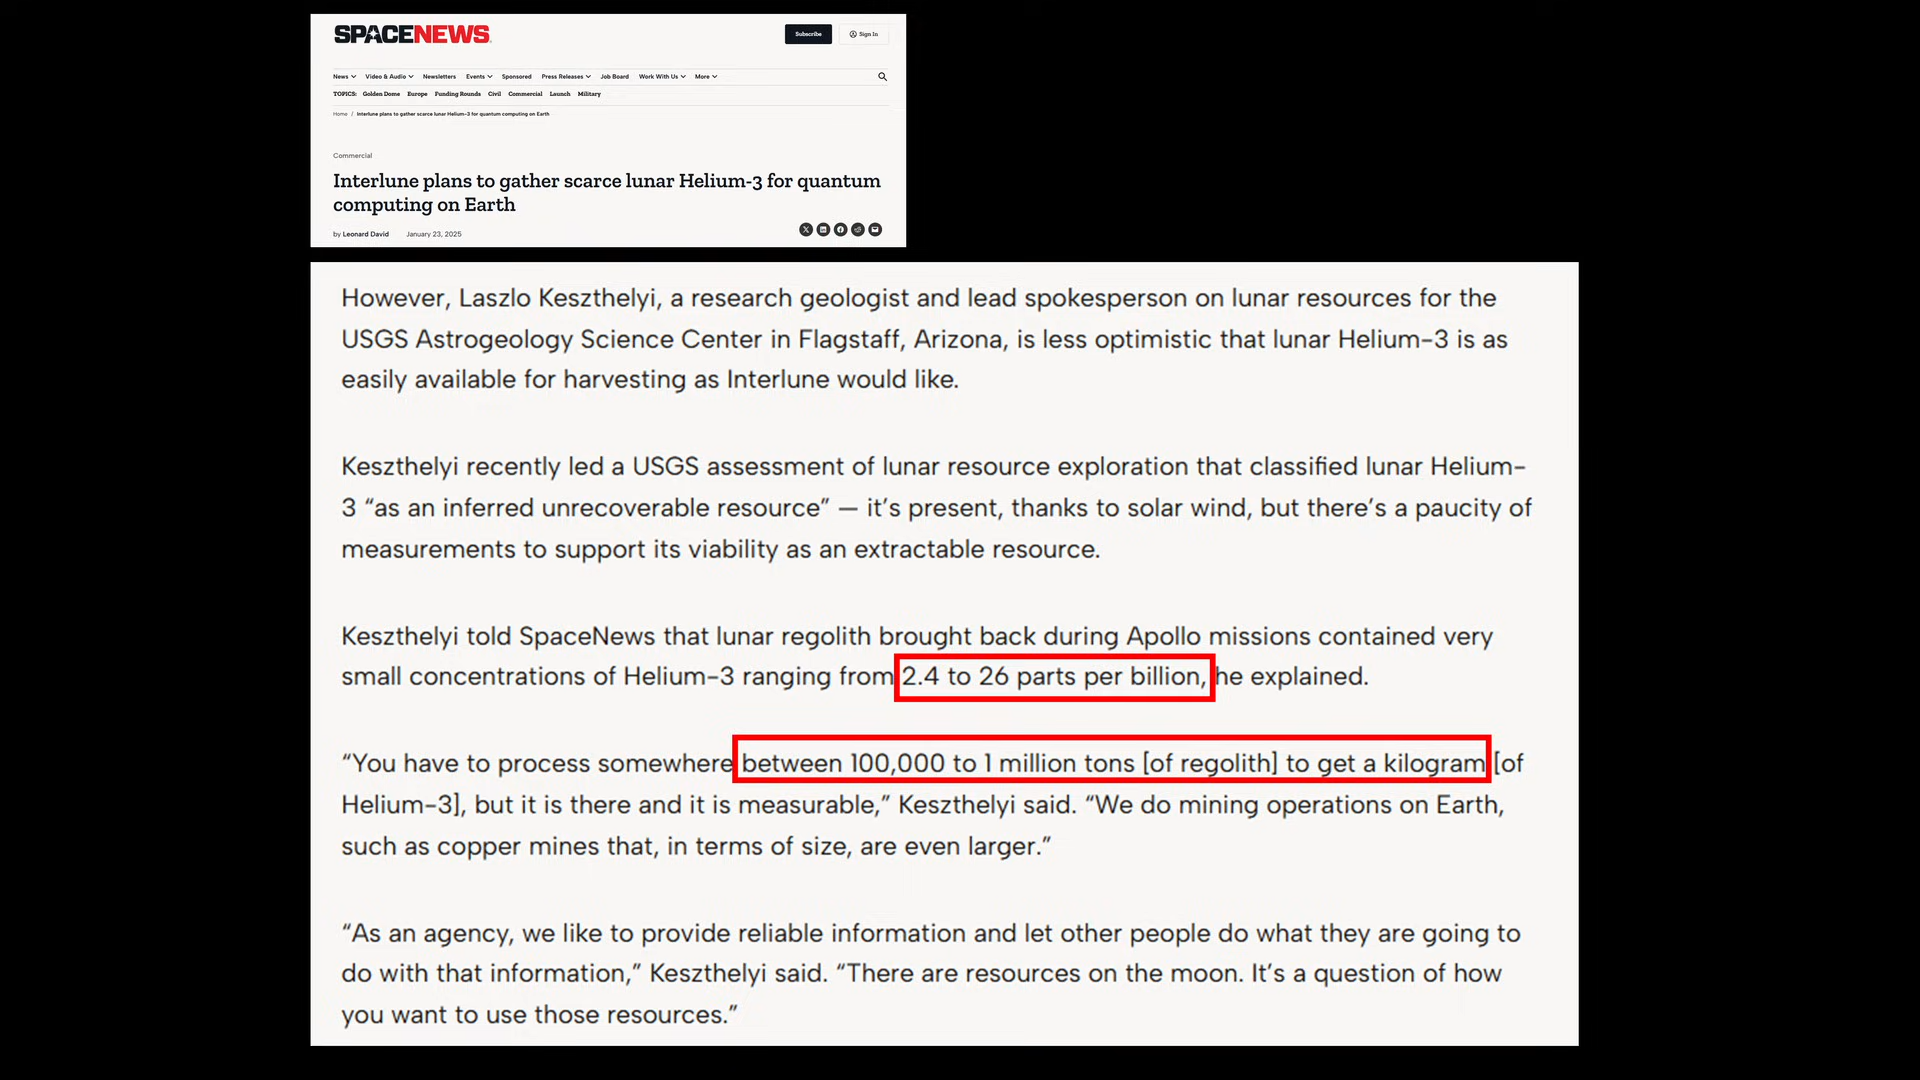 SPACENEWS
Subscribe
Sign In
News Video & Audio Newsletters Events Sponsored Press Releases Job Board Work With Us More
TOPICS: Golden Dome Europe Funding Rounds Civil Commercial Launch Military
Home / Interlune plans to gather scarce lunar Helium-3 for quantum computing on Earth
Commercial
Interlune plans to gather scarce lunar Helium-3 for quantum
computing on Earth
by Leonard David January 23, 2025
However, Laszlo Keszthelyi, a research geologist and lead spokesperson on lunar resources for the
USGS Astrogeology Science Center in Flagstaff, Arizona, is less optimistic that lunar Helium-3 is as
easily available for harvesting as Interlune would like.
Keszthelyi recently led a USGS assessment of lunar resource exploration that classified lunar Helium-
3 “as an inferred unrecoverable resource” — it’s present, thanks to solar wind, but there’s a paucity of
measurements to support its viability as an extractable resource.
Keszthelyi told SpaceNews that lunar regolith brought back during Apollo missions contained very
small concentrations of Helium-3 ranging from 2.4 to 26 parts per billion, he explained.
“You have to process somewhere between 100,000 to 1 million tons [of regolith] to get a kilogram [of
Helium-3], but it is there and it is measurable,” Keszthelyi said. “We do mining operations on Earth,
such as copper mines that, in terms of size, are even larger.”
“As an agency, we like to provide reliable information and let other people do what they are going to
do with that information,” Keszthelyi said. “There are resources on the moon. It’s a question of how
you want to use those resources.”